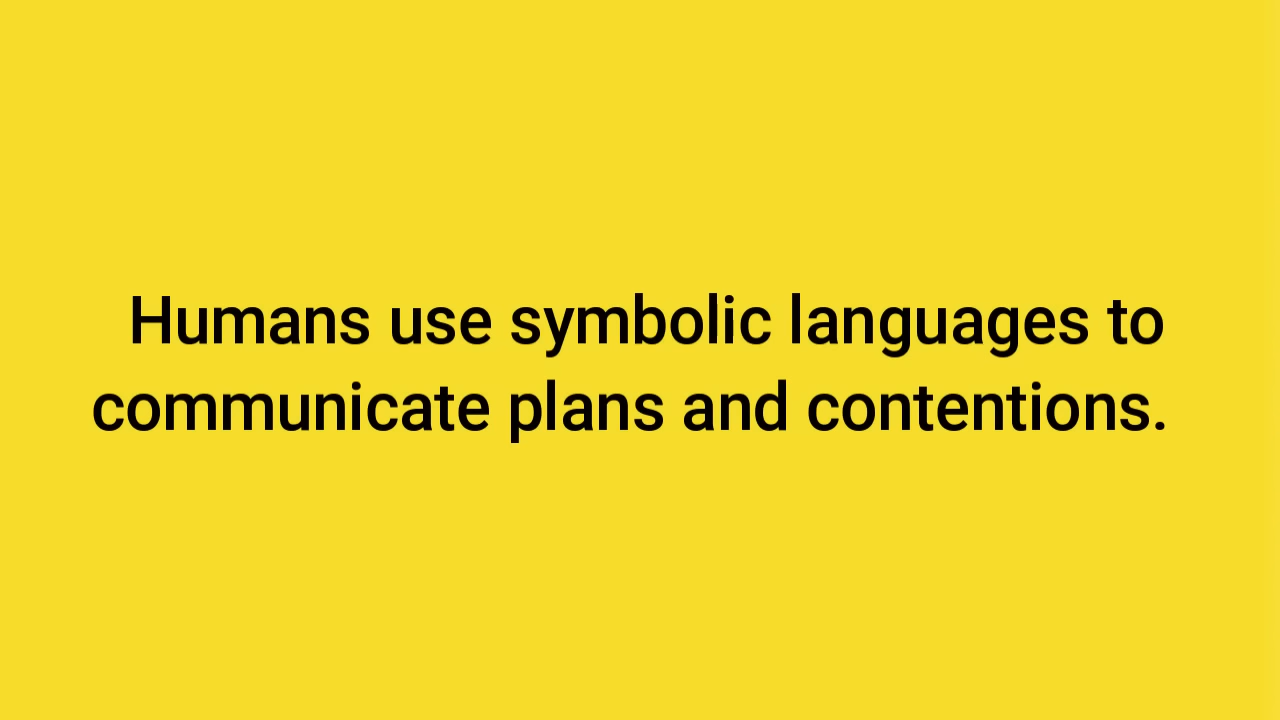 Humans use symbolic languages to
communicate plans and contentions.